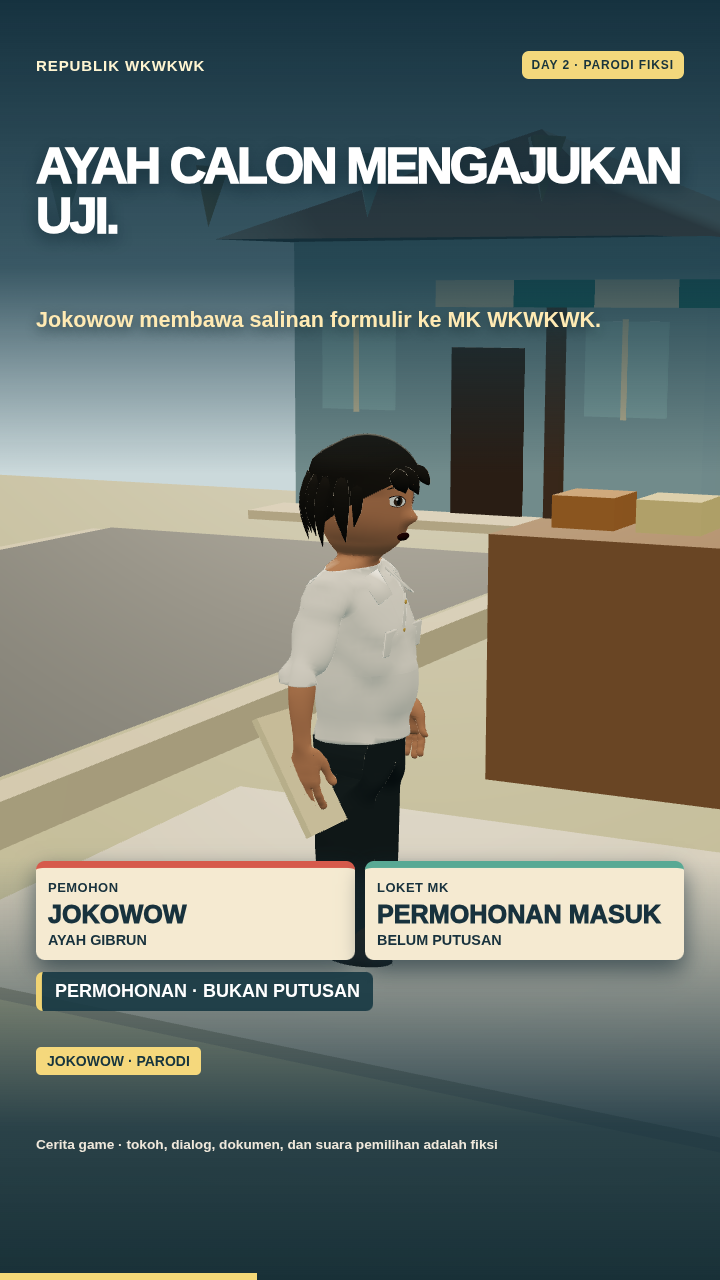 REPUBLIK WKWKWK
DAY 2 · PARODI FIKSI
AYAH CALON MENGAJUKAN
UJI.
Jokowow membawa salinan formulir ke MK WKWKWK.
PEMOHON
JOKOWOW
AYAH GIBRUN
LOKET MK
PERMOHONAN MASUK
BELUM PUTUSAN
PERMOHONAN · BUKAN PUTUSAN
JOKOWOW · PARODI
Cerita game · tokoh, dialog, dokumen, dan suara pemilihan adalah fiksi